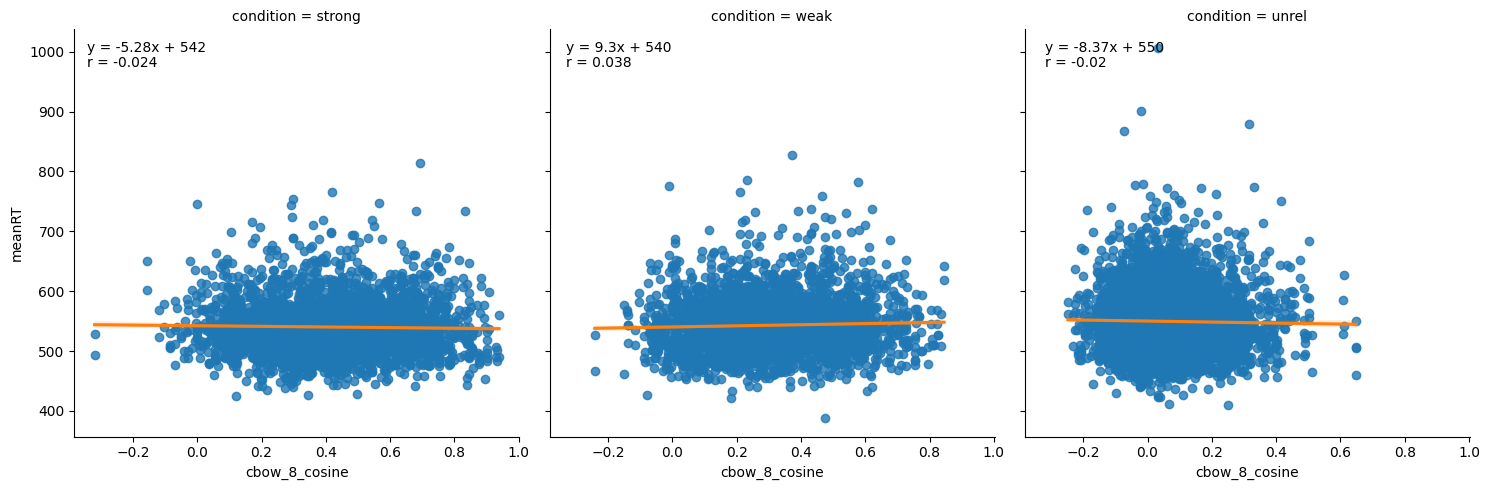 condition = strong
condition = weak
condition = unrel
y = -5.28x + 542
r = -0.024
y = 9.3x + 540
r = 0.038
y = -8.37x + 550
r = -0.02
1000
900
800
700
600
500
400
meanRT
−0.2 0.0 0.2 0.4 0.6 0.8 1.0
−0.2 0.0 0.2 0.4 0.6 0.8 1.0
−0.2 0.0 0.2 0.4 0.6 0.8 1.0
cbow_8_cosine
cbow_8_cosine
cbow_8_cosine